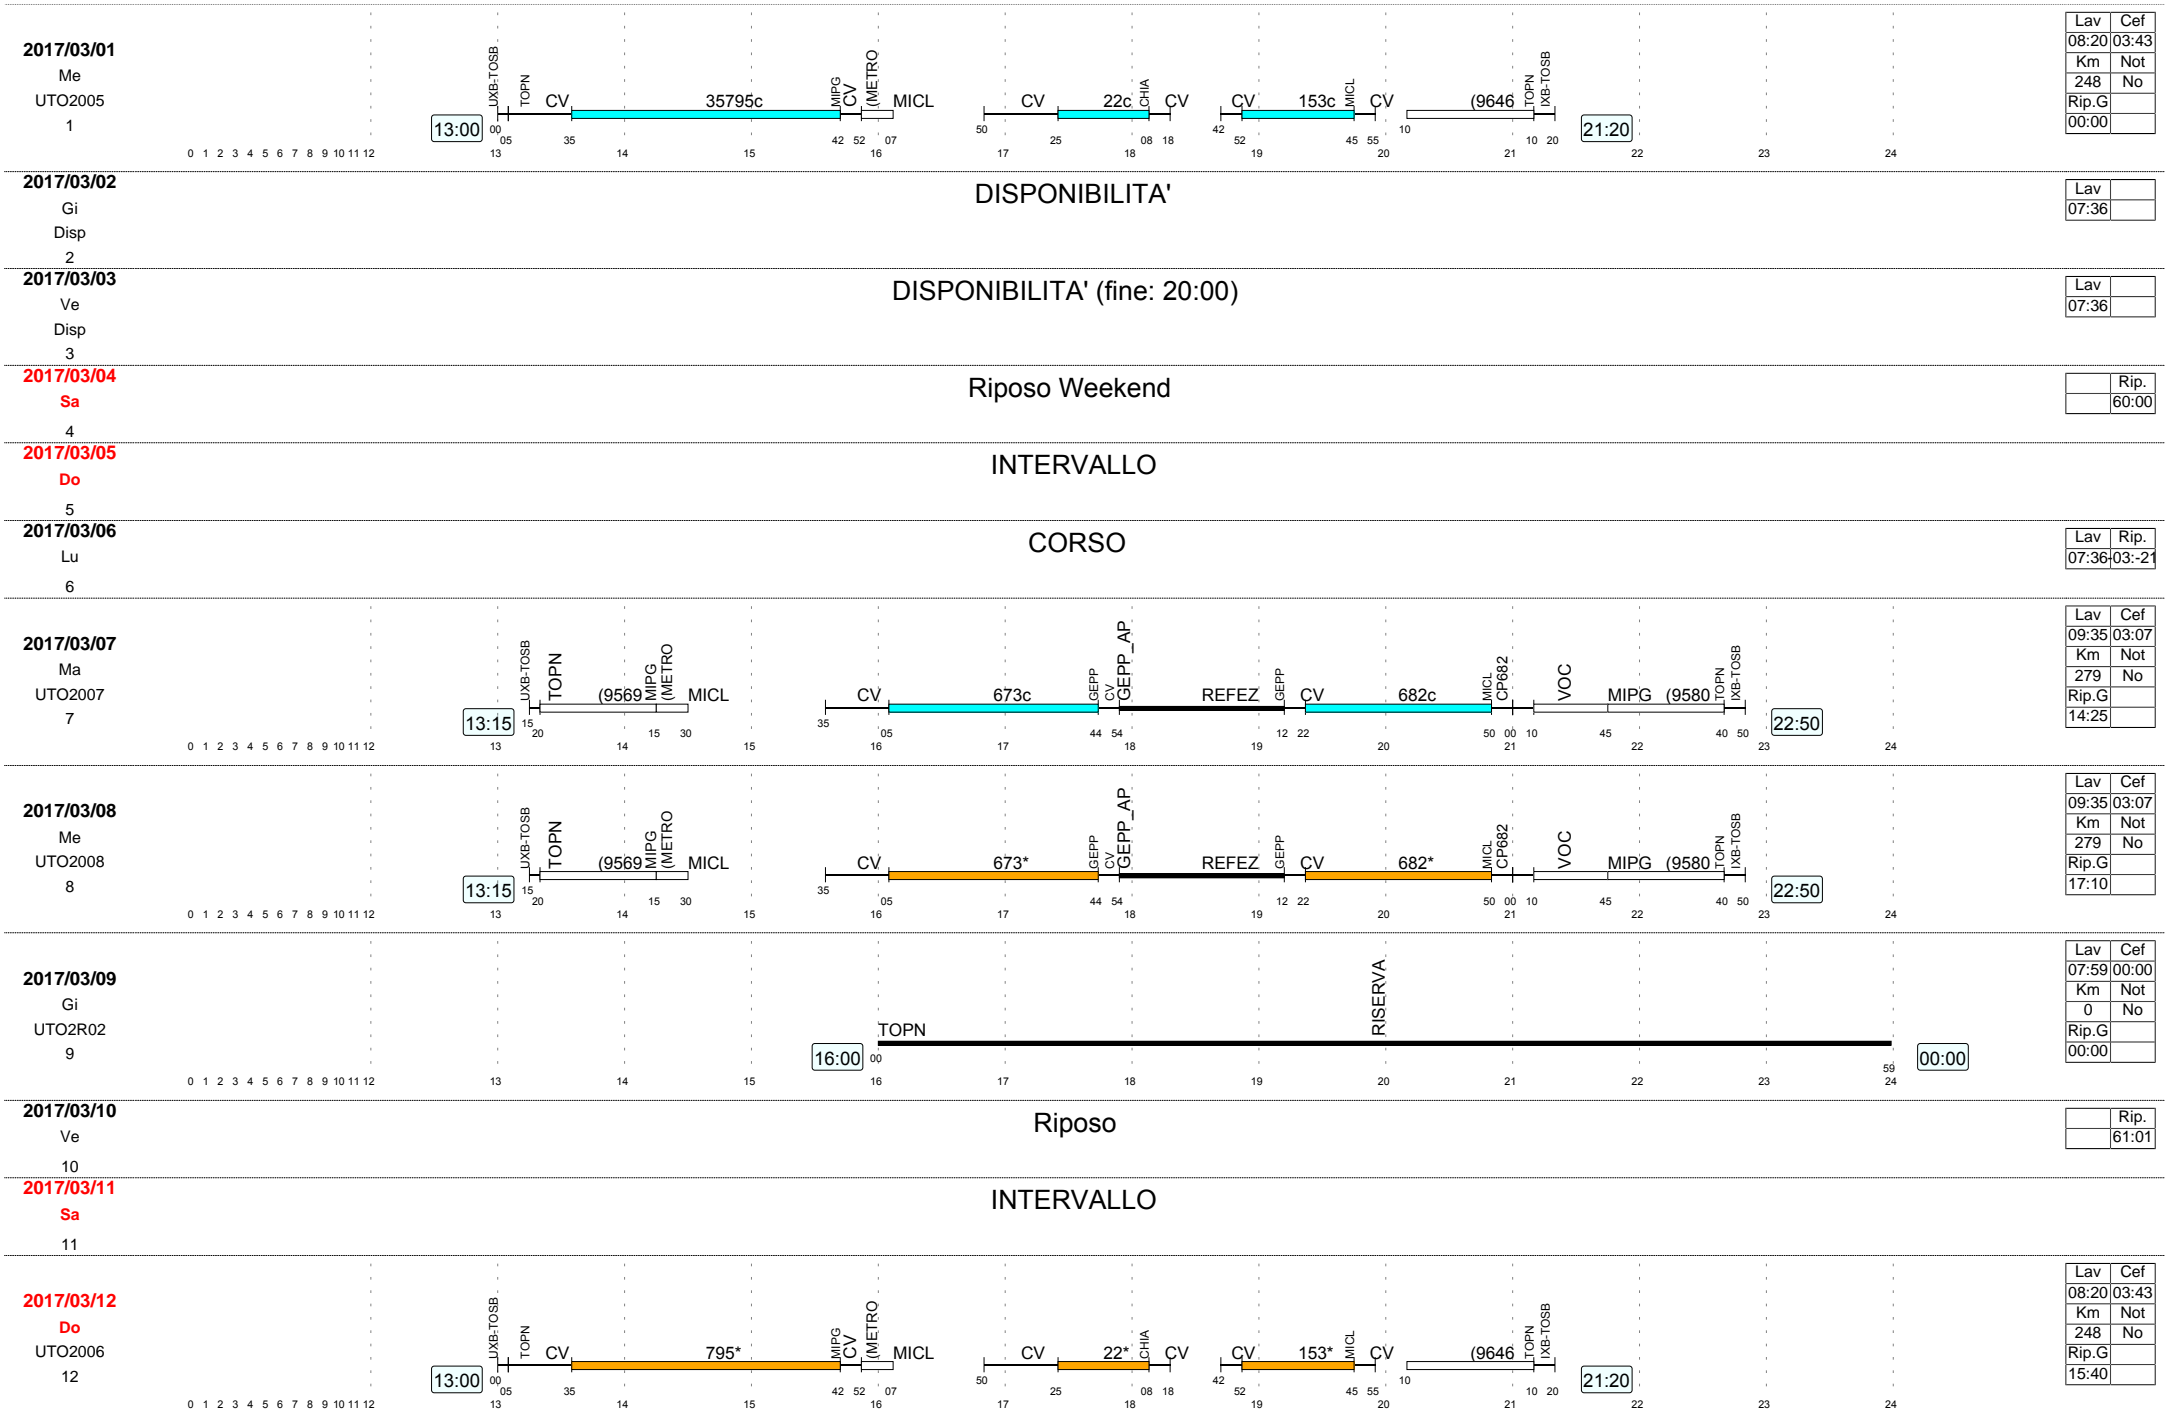 2017/03/01
Me
UTO2005
1
13:00
UXB-TOSB TOPN CV 35795c MIPG CV (METRO MICL CV 22c CHIA CV CV 153c MICL CV (9646 TOPN IXB-TOSB
00 05 35 42 52 07 50 25 08 18 42 52 45 55 10 10 20
21:20
0 1 2 3 4 5 6 7 8 9 10 11 12 13 14 15 16 17 18 19 20 21 22 23 24
Lav Cef
08:20 03:43
Km Not
248 No
Rip.G
00:00
2017/03/02
Gi
Disp
2
DISPONIBILITA'
Lav
07:36
2017/03/03
Ve
Disp
3
DISPONIBILITA' (fine: 20:00)
Lav
07:36
2017/03/04
Sa
4
Riposo Weekend
Rip.
60:00
2017/03/05
Do
5
INTERVALLO
2017/03/06
Lu
6
CORSO
Lav Rip.
07:36 -03:-21
2017/03/07
Ma
UTO2007
7
13:15
UXB-TOSB TOPN (9569 MIPG (METRO MICL CV 673c GEPP CV GEPP_AP REFEZ GEPP CV 682c MICL CP682 VOC MIPG (9580 TOPN IXB-TOSB
15 20 15 30 35 05 44 54 12 22 50 00 10 45 40 50
22:50
0 1 2 3 4 5 6 7 8 9 10 11 12 13 14 15 16 17 18 19 20 21 22 23 24
Lav Cef
09:35 03:07
Km Not
279 No
Rip.G
14:25
2017/03/08
Me
UTO2008
8
13:15
UXB-TOSB TOPN (9569 MIPG (METRO MICL CV 673* GEPP CV GEPP_AP REFEZ GEPP CV 682* MICL CP682 VOC MIPG (9580 TOPN IXB-TOSB
15 20 15 30 35 05 44 54 12 22 50 00 10 45 40 50
22:50
0 1 2 3 4 5 6 7 8 9 10 11 12 13 14 15 16 17 18 19 20 21 22 23 24
Lav Cef
09:35 03:07
Km Not
279 No
Rip.G
17:10
2017/03/09
Gi
UTO2R02
9
16:00
TOPN RISERVA
00 59
00:00
0 1 2 3 4 5 6 7 8 9 10 11 12 13 14 15 16 17 18 19 20 21 22 23 24
Lav Cef
07:59 00:00
Km Not
0 No
Rip.G
00:00
2017/03/10
Ve
10
Riposo
Rip.
61:01
2017/03/11
Sa
11
INTERVALLO
2017/03/12
Do
UTO2006
12
13:00
UXB-TOSB TOPN CV 795* MIPG CV (METRO MICL CV 22* CHIA CV CV 153* MICL CV (9646 TOPN IXB-TOSB
00 05 35 42 52 07 50 25 08 18 42 52 45 55 10 10 20
21:20
0 1 2 3 4 5 6 7 8 9 10 11 12 13 14 15 16 17 18 19 20 21 22 23 24
Lav Cef
08:20 03:43
Km Not
248 No
Rip.G
15:40